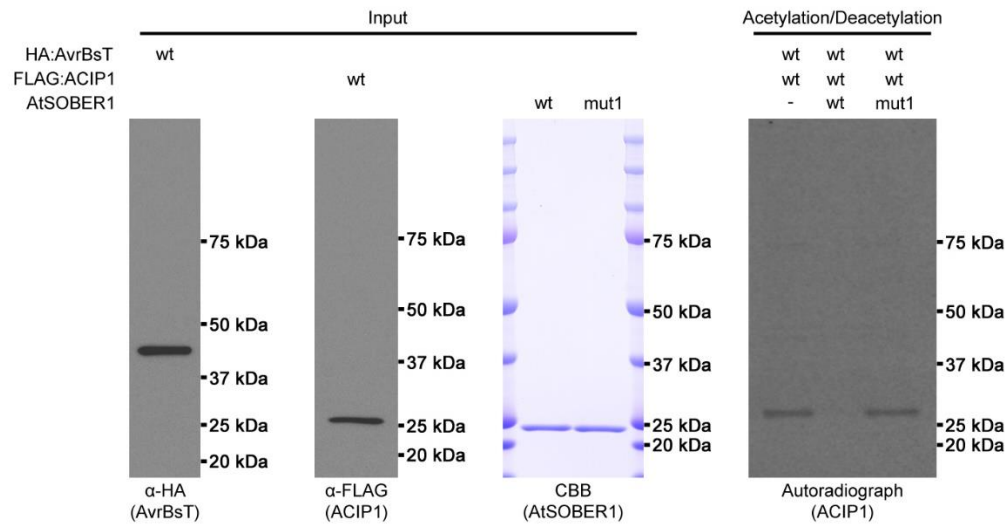 Input
Acetylation/Deacetylation
HA:AvrBsT wt wt wt wt
FLAG:ACIP1 wt wt wt wt
AtSOBER1 wt mut1 - wt mut1
75 kDa
50 kDa
37 kDa
25 kDa
20 kDa
α-HA
(AvrBsT)
75 kDa
50 kDa
37 kDa
25 kDa
20 kDa
α-FLAG
(ACIP1)
75 kDa
50 kDa
37 kDa
25 kDa
20 kDa
CBB
(AtSOBER1)
75 kDa
50 kDa
37 kDa
25 kDa
20 kDa
Autoradiograph
(ACIP1)